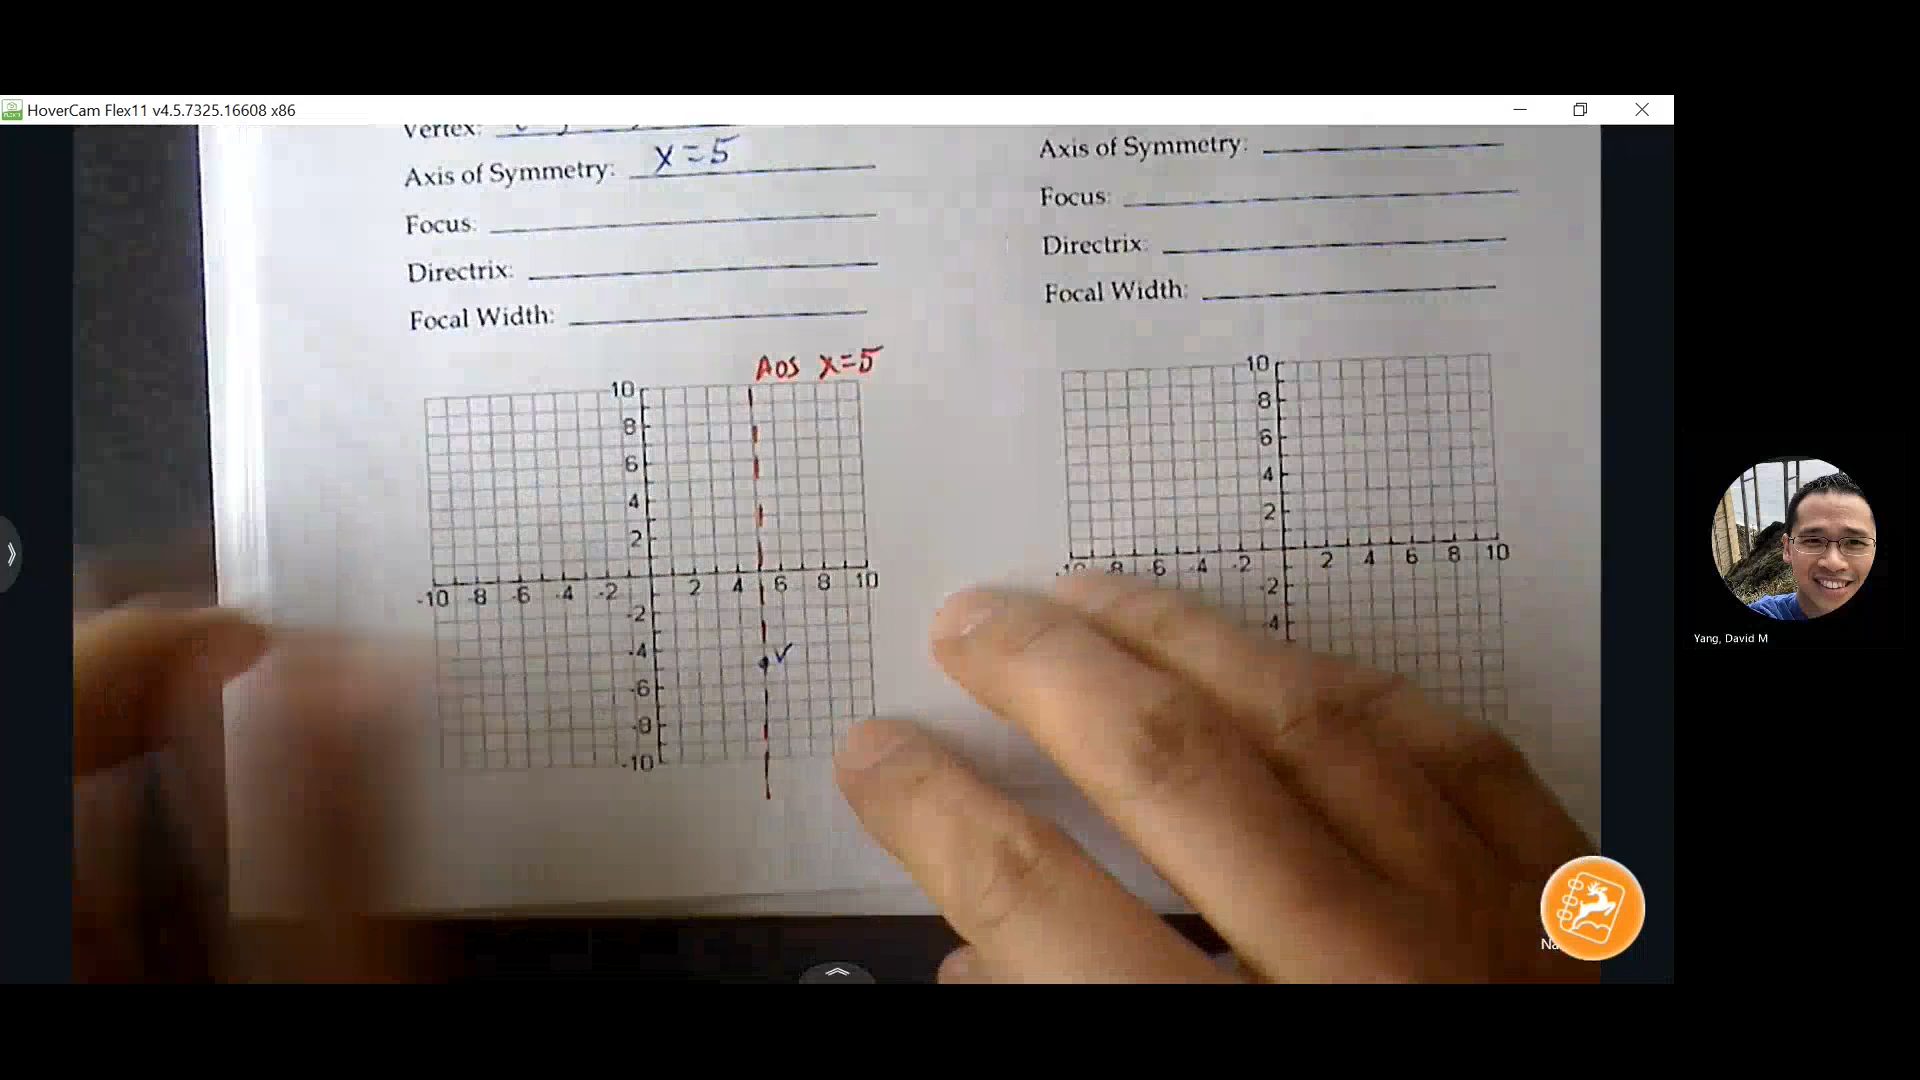 HoverCam Flex11 v4.5.7325.16608 x86
Vertex:
Axis of Symmetry: x=5
Focus:
Directrix:
Focal Width:
Axis of Symmetry:
Focus:
Directrix:
Focal Width:
AOS x=5
10
8
6
4
2
-10 -8 -6 -4 -2 2 4 6 8 10
-2
-4 V
-6
-8
-10
10
8
6
4
2
-8 -6 -4 -2 2 4 6 8 10
-2
-4
Yang, David M